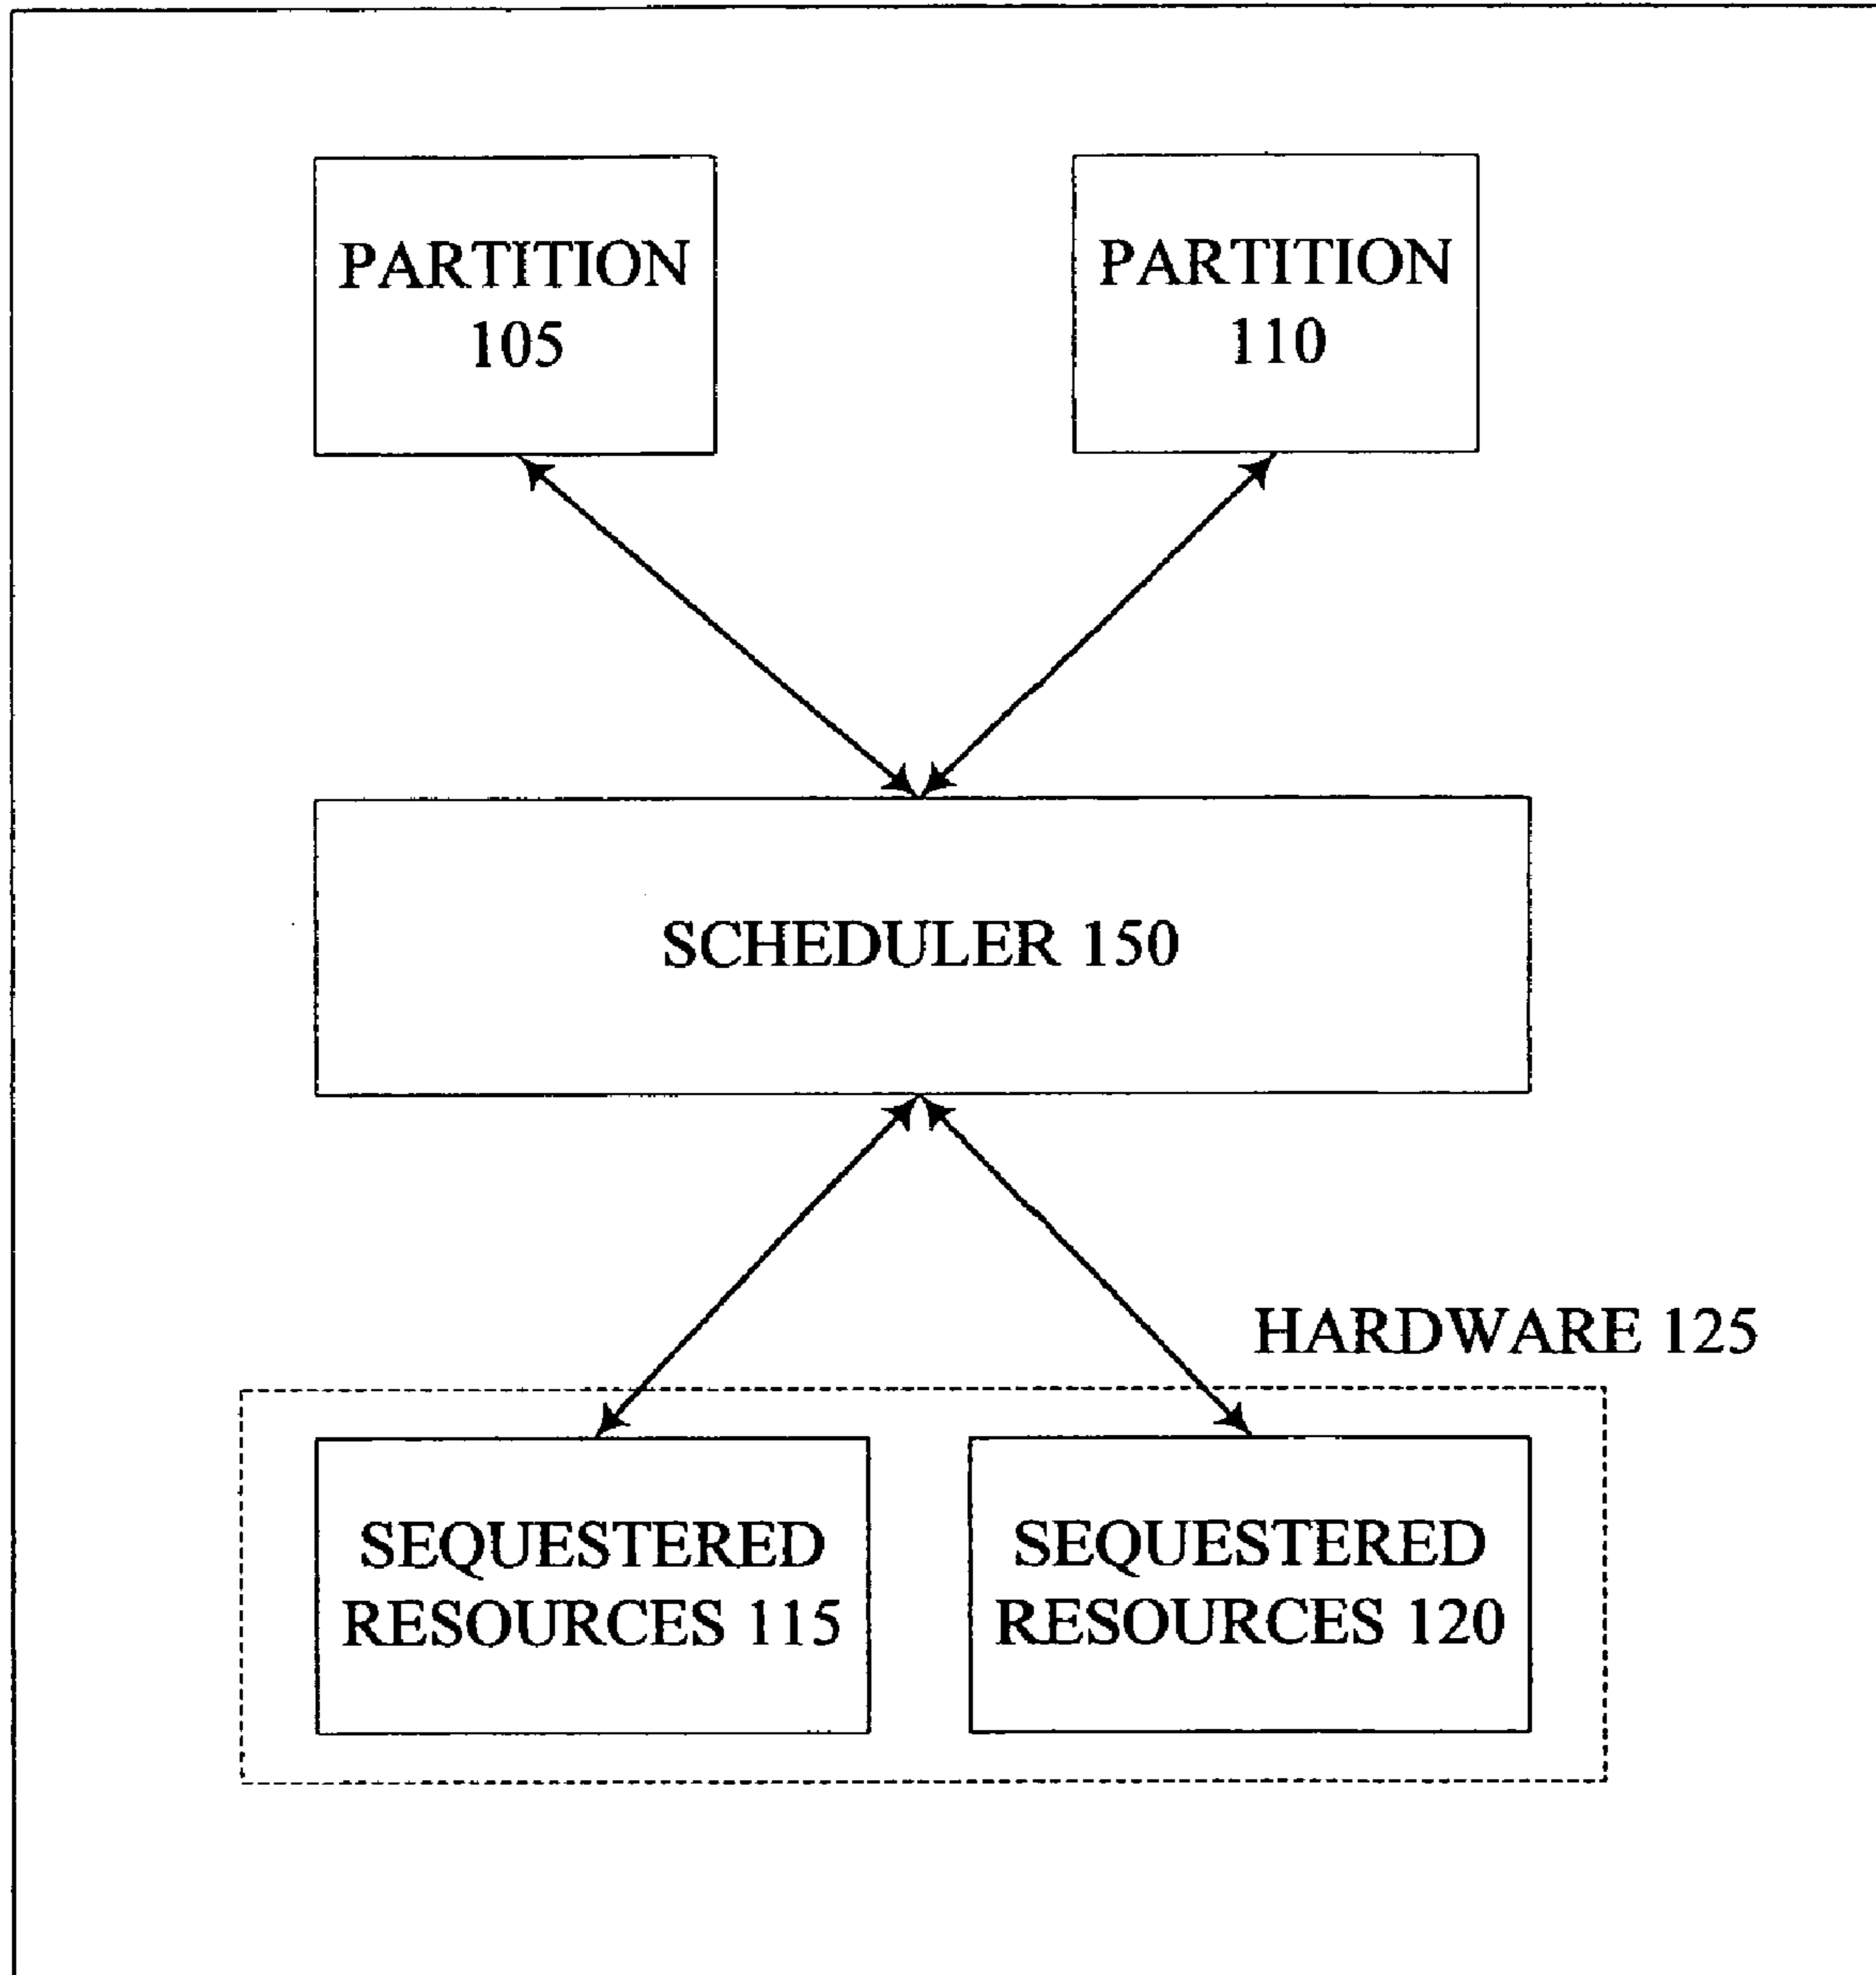 PARTITION
105
PARTITION
110
SCHEDULER 150
HARDWARE 125
SEQUESTERED
RESOURCES 115
SEQUESTERED
RESOURCES 120